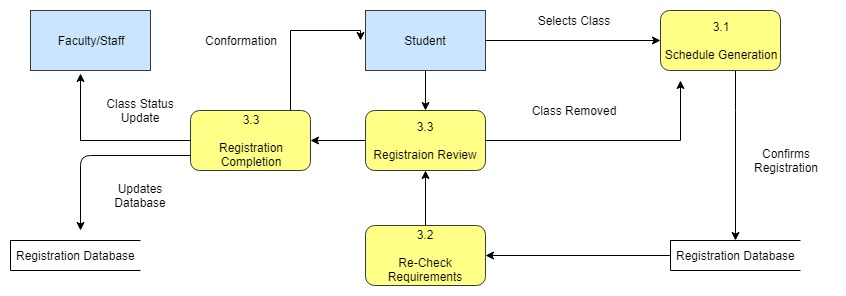 Faculty/Staff
Conformation
Student
Selects Class
3.1
Schedule Generation
Class Status
Update
3.3
Registration
Completion
3.3
Registraion Review
Class Removed
Confirms
Registration
Updates
Database
Registration Database
3.2
Re-Check
Requirements
Registration Database